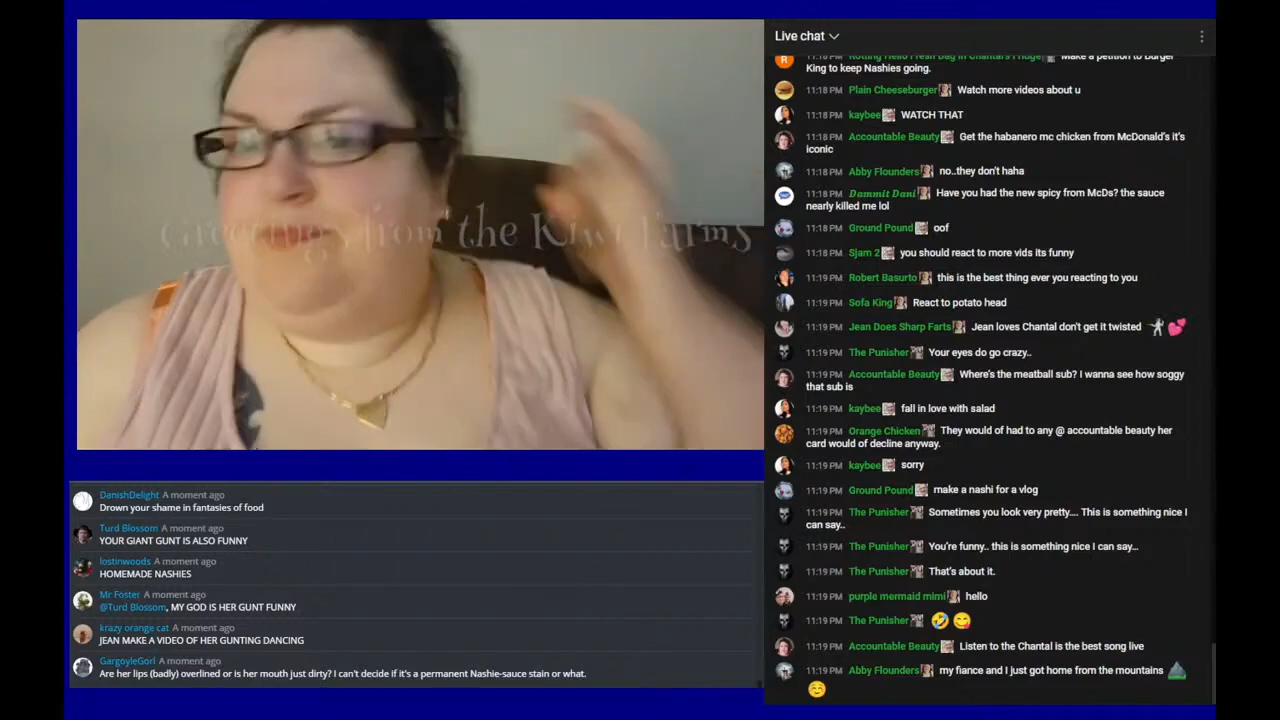 Greetings from the Kiwi Farms
DanishDelight A moment ago
Drown your shame in fantasies of food
Turd Blossom A moment ago
YOUR GIANT GUNT IS ALSO FUNNY
lostinwoods A moment ago
HOMEMADE NASHIES
Mr Foster A moment ago
@Turd Blossom, MY GOD IS HER GUNT FUNNY
krazy orange cat A moment ago
JEAN MAKE A VIDEO OF HER GUNTING DANCING
GargoyleGorl A moment ago
Are her lips (badly) overlined or is her mouth just dirty? I can't decide if it's a permanent Nashie-sauce stain or what.
Live chat
R Rotting Hello Fresh Bag in Chantal's Fridge Make a petition to Burger
King to keep Nashies going.
11:18 PM Plain Cheeseburger Watch more videos about u
11:18 PM kaybee WATCH THAT
11:18 PM Accountable Beauty Get the habanero mc chicken from McDonald's it's
iconic
11:18 PM Abby Flounders no..they don't haha
11:18 PM Dammit Dani Have you had the new spicy from McDs? the sauce
nearly killed me lol
11:18 PM Ground Pound oof
11:18 PM Sjam 2 you should react to more vids its funny
11:19 PM Robert Basurto this is the best thing ever you reacting to you
11:19 PM Sofa King React to potato head
11:19 PM Jean Does Sharp Farts Jean loves Chantal don't get it twisted
11:19 PM The Punisher Your eyes do go crazy..
11:19 PM Accountable Beauty Where's the meatball sub? I wanna see how soggy
that sub is
11:19 PM kaybee fall in love with salad
11:19 PM Orange Chicken They would of had to any @ accountable beauty her
card would of decline anyway.
11:19 PM kaybee sorry
11:19 PM Ground Pound make a nashi for a vlog
11:19 PM The Punisher Sometimes you look very pretty.... This is something nice I
can say..
11:19 PM The Punisher You're funny.. this is something nice I can say...
11:19 PM The Punisher That's about it.
11:19 PM purple mermaid mimi hello
11:19 PM The Punisher 🤣😋
11:19 PM Accountable Beauty Listen to the Chantal is the best song live
11:19 PM Abby Flounders my fiance and I just got home from the mountains ⛰️
☺️